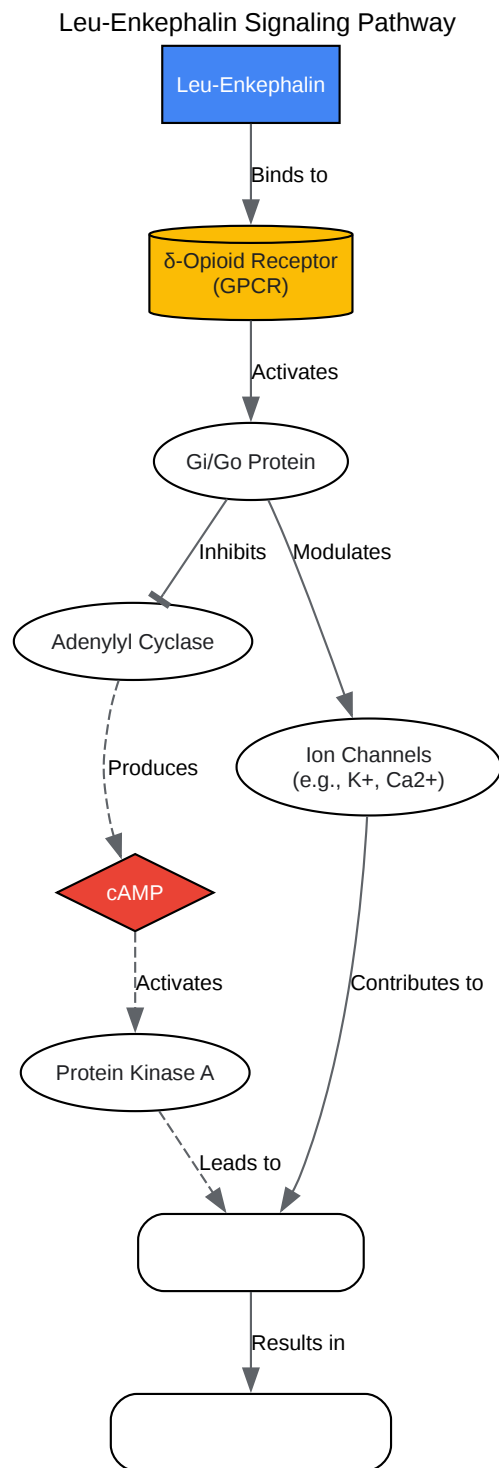 Leu-Enkephalin Signaling Pathway
Leu-Enkephalin
Binds to
δ-Opioid Receptor
(GPCR)
Activates
Gi/Go Protein
Inhibits
Modulates
Adenylyl Cyclase
Ion Channels
(e.g., K+, Ca2+)
Produces
cAMP
Activates
Contributes to
Protein Kinase A
Leads to
Results in